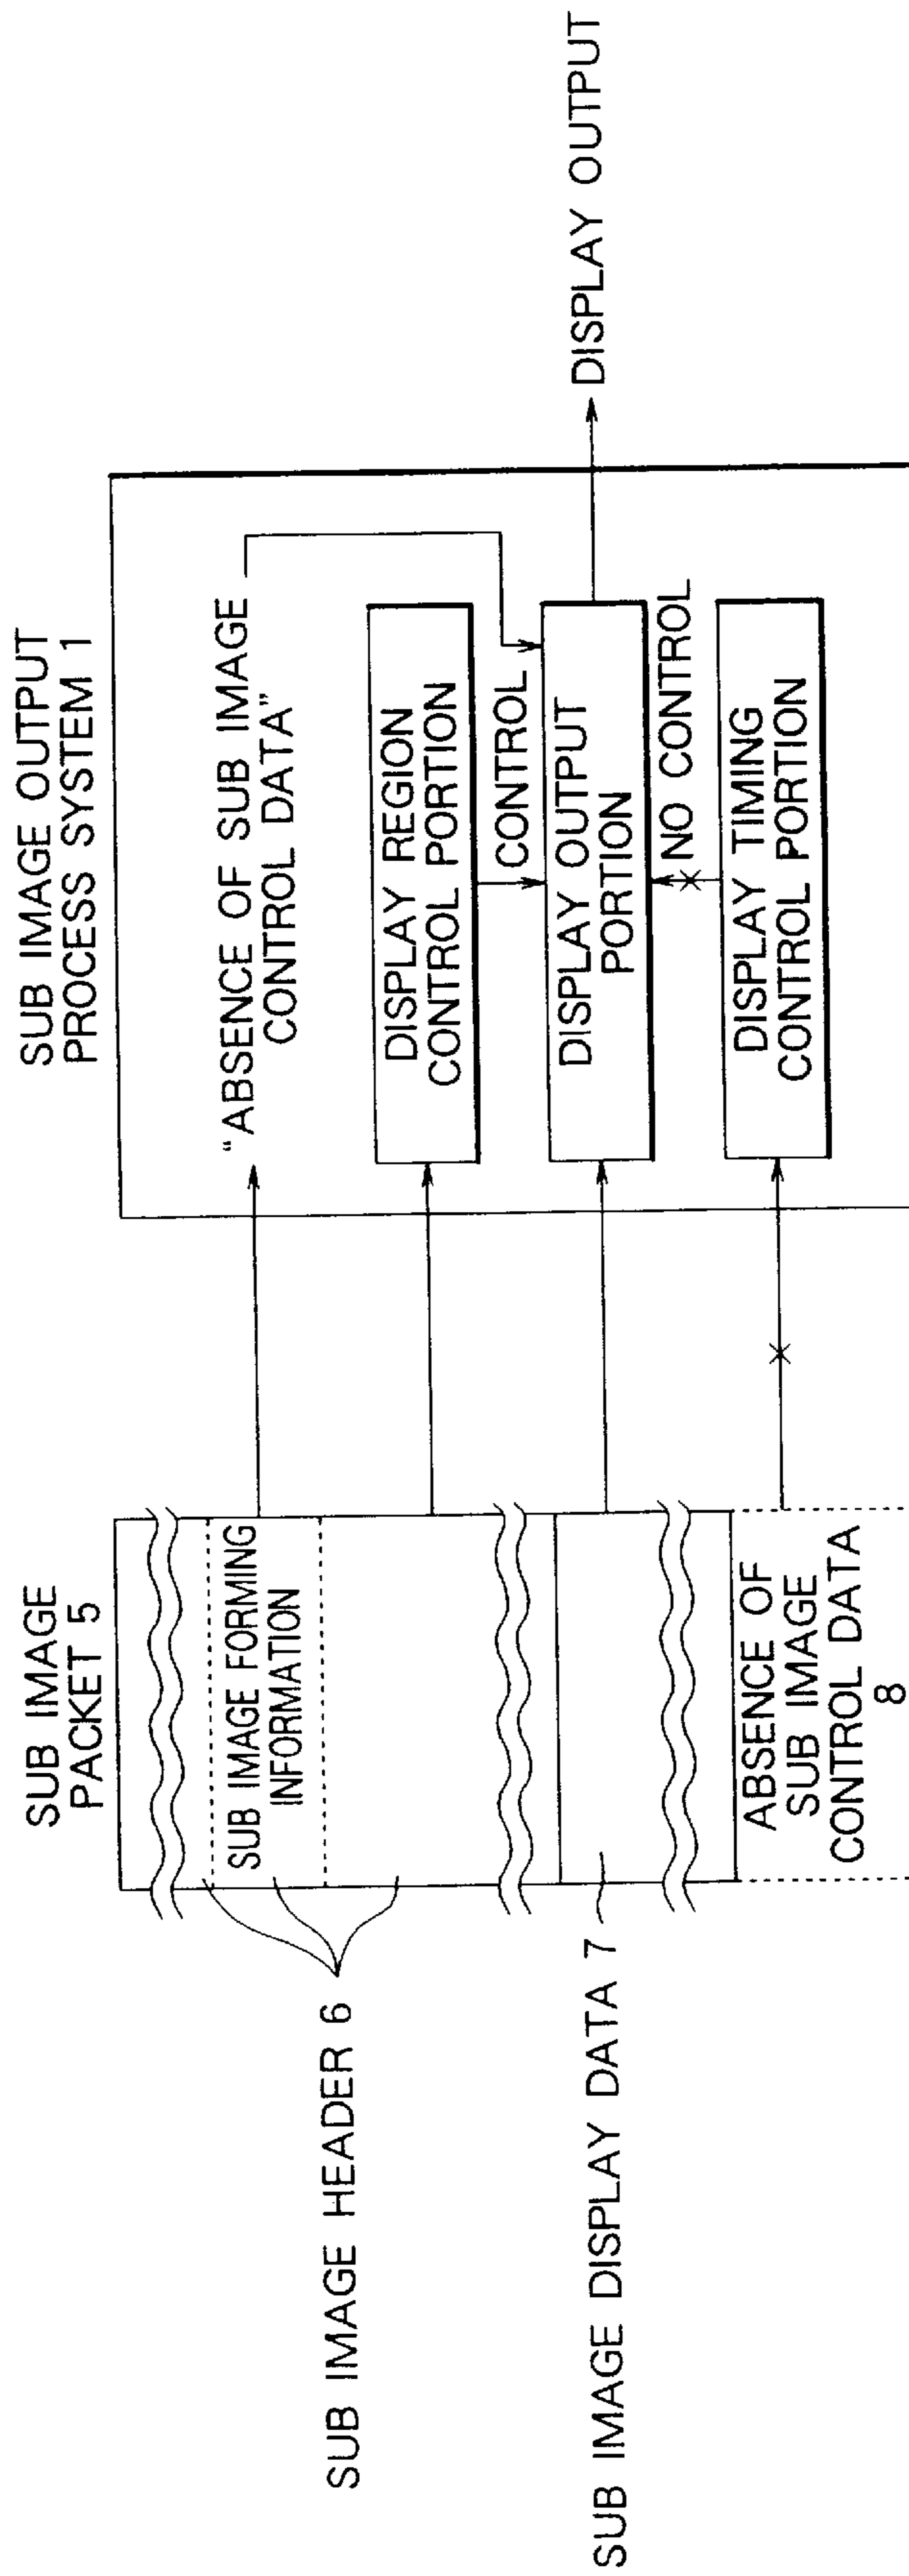 SUB IMAGE
PACKET 5
SUB IMAGE FORMING
INFORMATION
ABSENCE OF
SUB IMAGE
CONTROL DATA
8
SUB IMAGE HEADER 6
SUB IMAGE DISPLAY DATA 7
SUB IMAGE OUTPUT
PROCESS SYSTEM 1
"ABSENCE OF SUB IMAGE
CONTROL DATA"
DISPLAY REGION
CONTROL PORTION
CONTROL
DISPLAY OUTPUT
PORTION
NO CONTROL
DISPLAY TIMING
CONTROL PORTION
DISPLAY OUTPUT